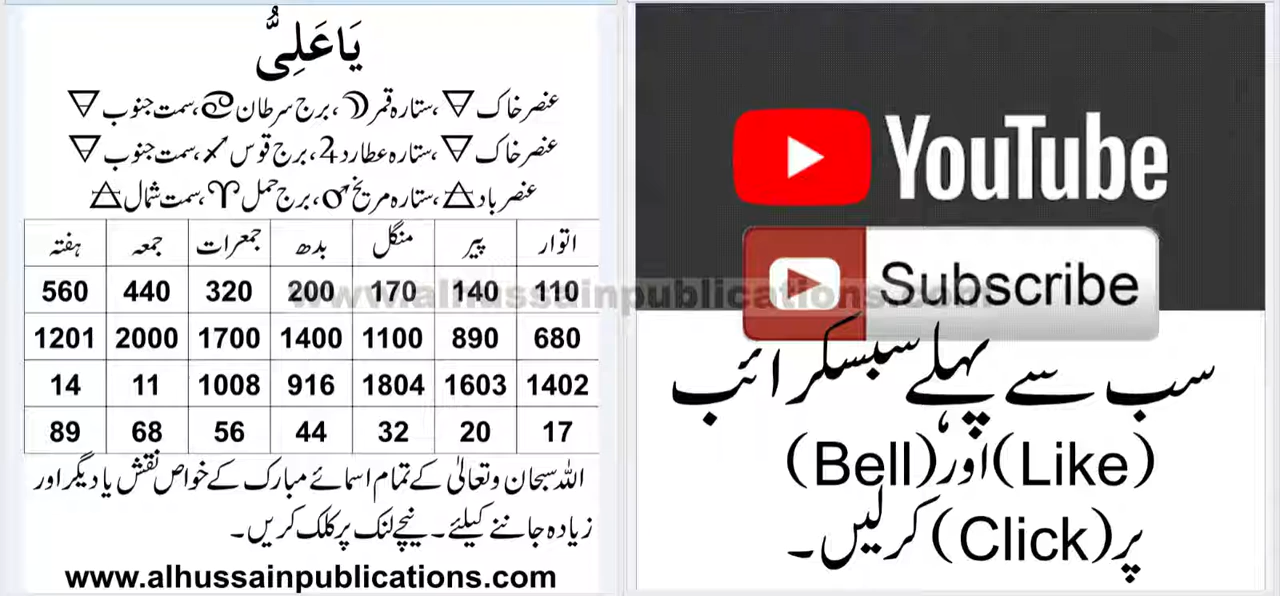 یَا عَلِیُّ
عنصر خاک 🜃، ستارہ قمر☽، برج سرطان♋، سمت جنوب🜃
عنصر خاک 🜃، ستارہ عطارد4، برج قوس♐، سمت جنوب🜃
عنصر باد🜁، ستارہ مریخ♂، برج حمل♈، سمت شمال🜁
اتوار پیر منگل بدھ جمعرات جمعہ ہفتہ
110 140 170 200 320 440 560
680 890 1100 1400 1700 2000 1201
1402 1603 1804 916 1008 11 14
17 20 32 44 56 68 89
اللہ سبحان وتعالیٰ کے تمام اسمائے مبارک کے خواص نقش یا دیگر اور
زیادہ جاننے کیلئے۔ نیچے لنک پر کلک کریں۔
www.alhussainpublications.com
www.alhussainpublications.com
YouTube
Subscribe
سب سے پہلے سبسکرائب
(Like) اور (Bell)
پر (Click) کرلیں۔